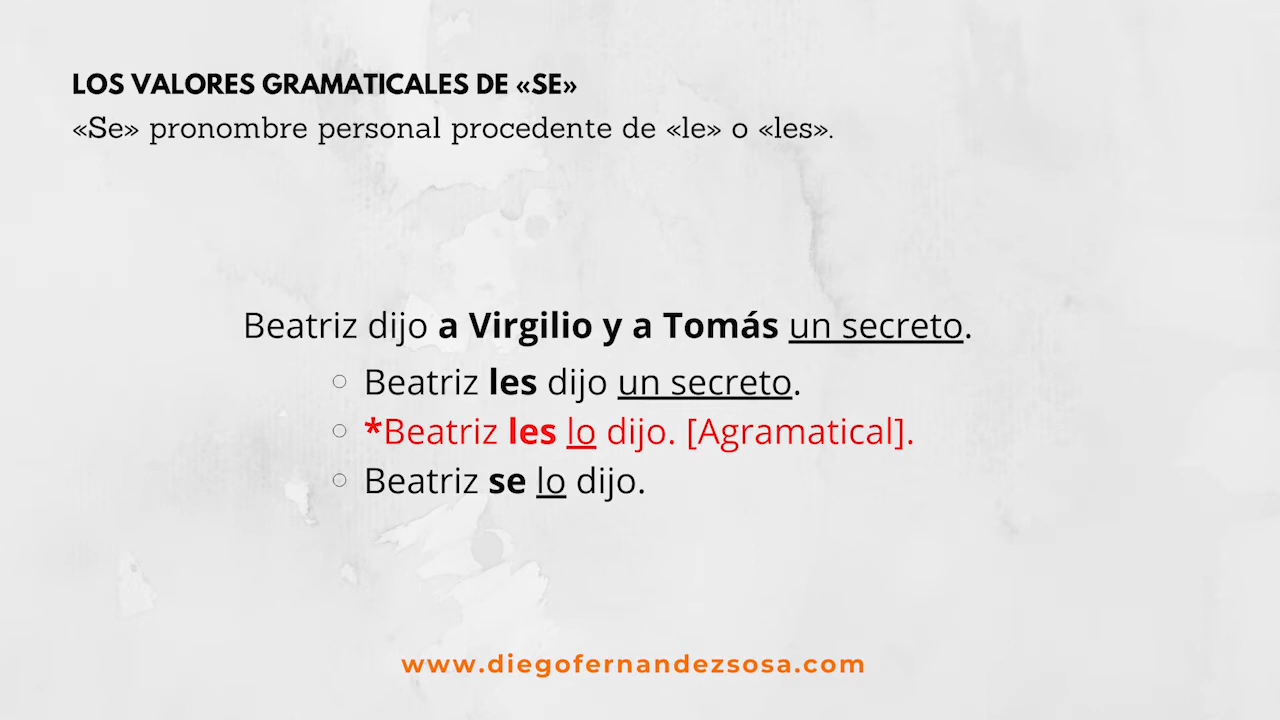 LOS VALORES GRAMATICALES DE «SE»
«Se» pronombre personal procedente de «le» o «les».
Beatriz dijo a Virgilio y a Tomás un secreto.
Beatriz les dijo un secreto.
*Beatriz les lo dijo. [Agramatical].
Beatriz se lo dijo.
www.diegofernandezsosa.com